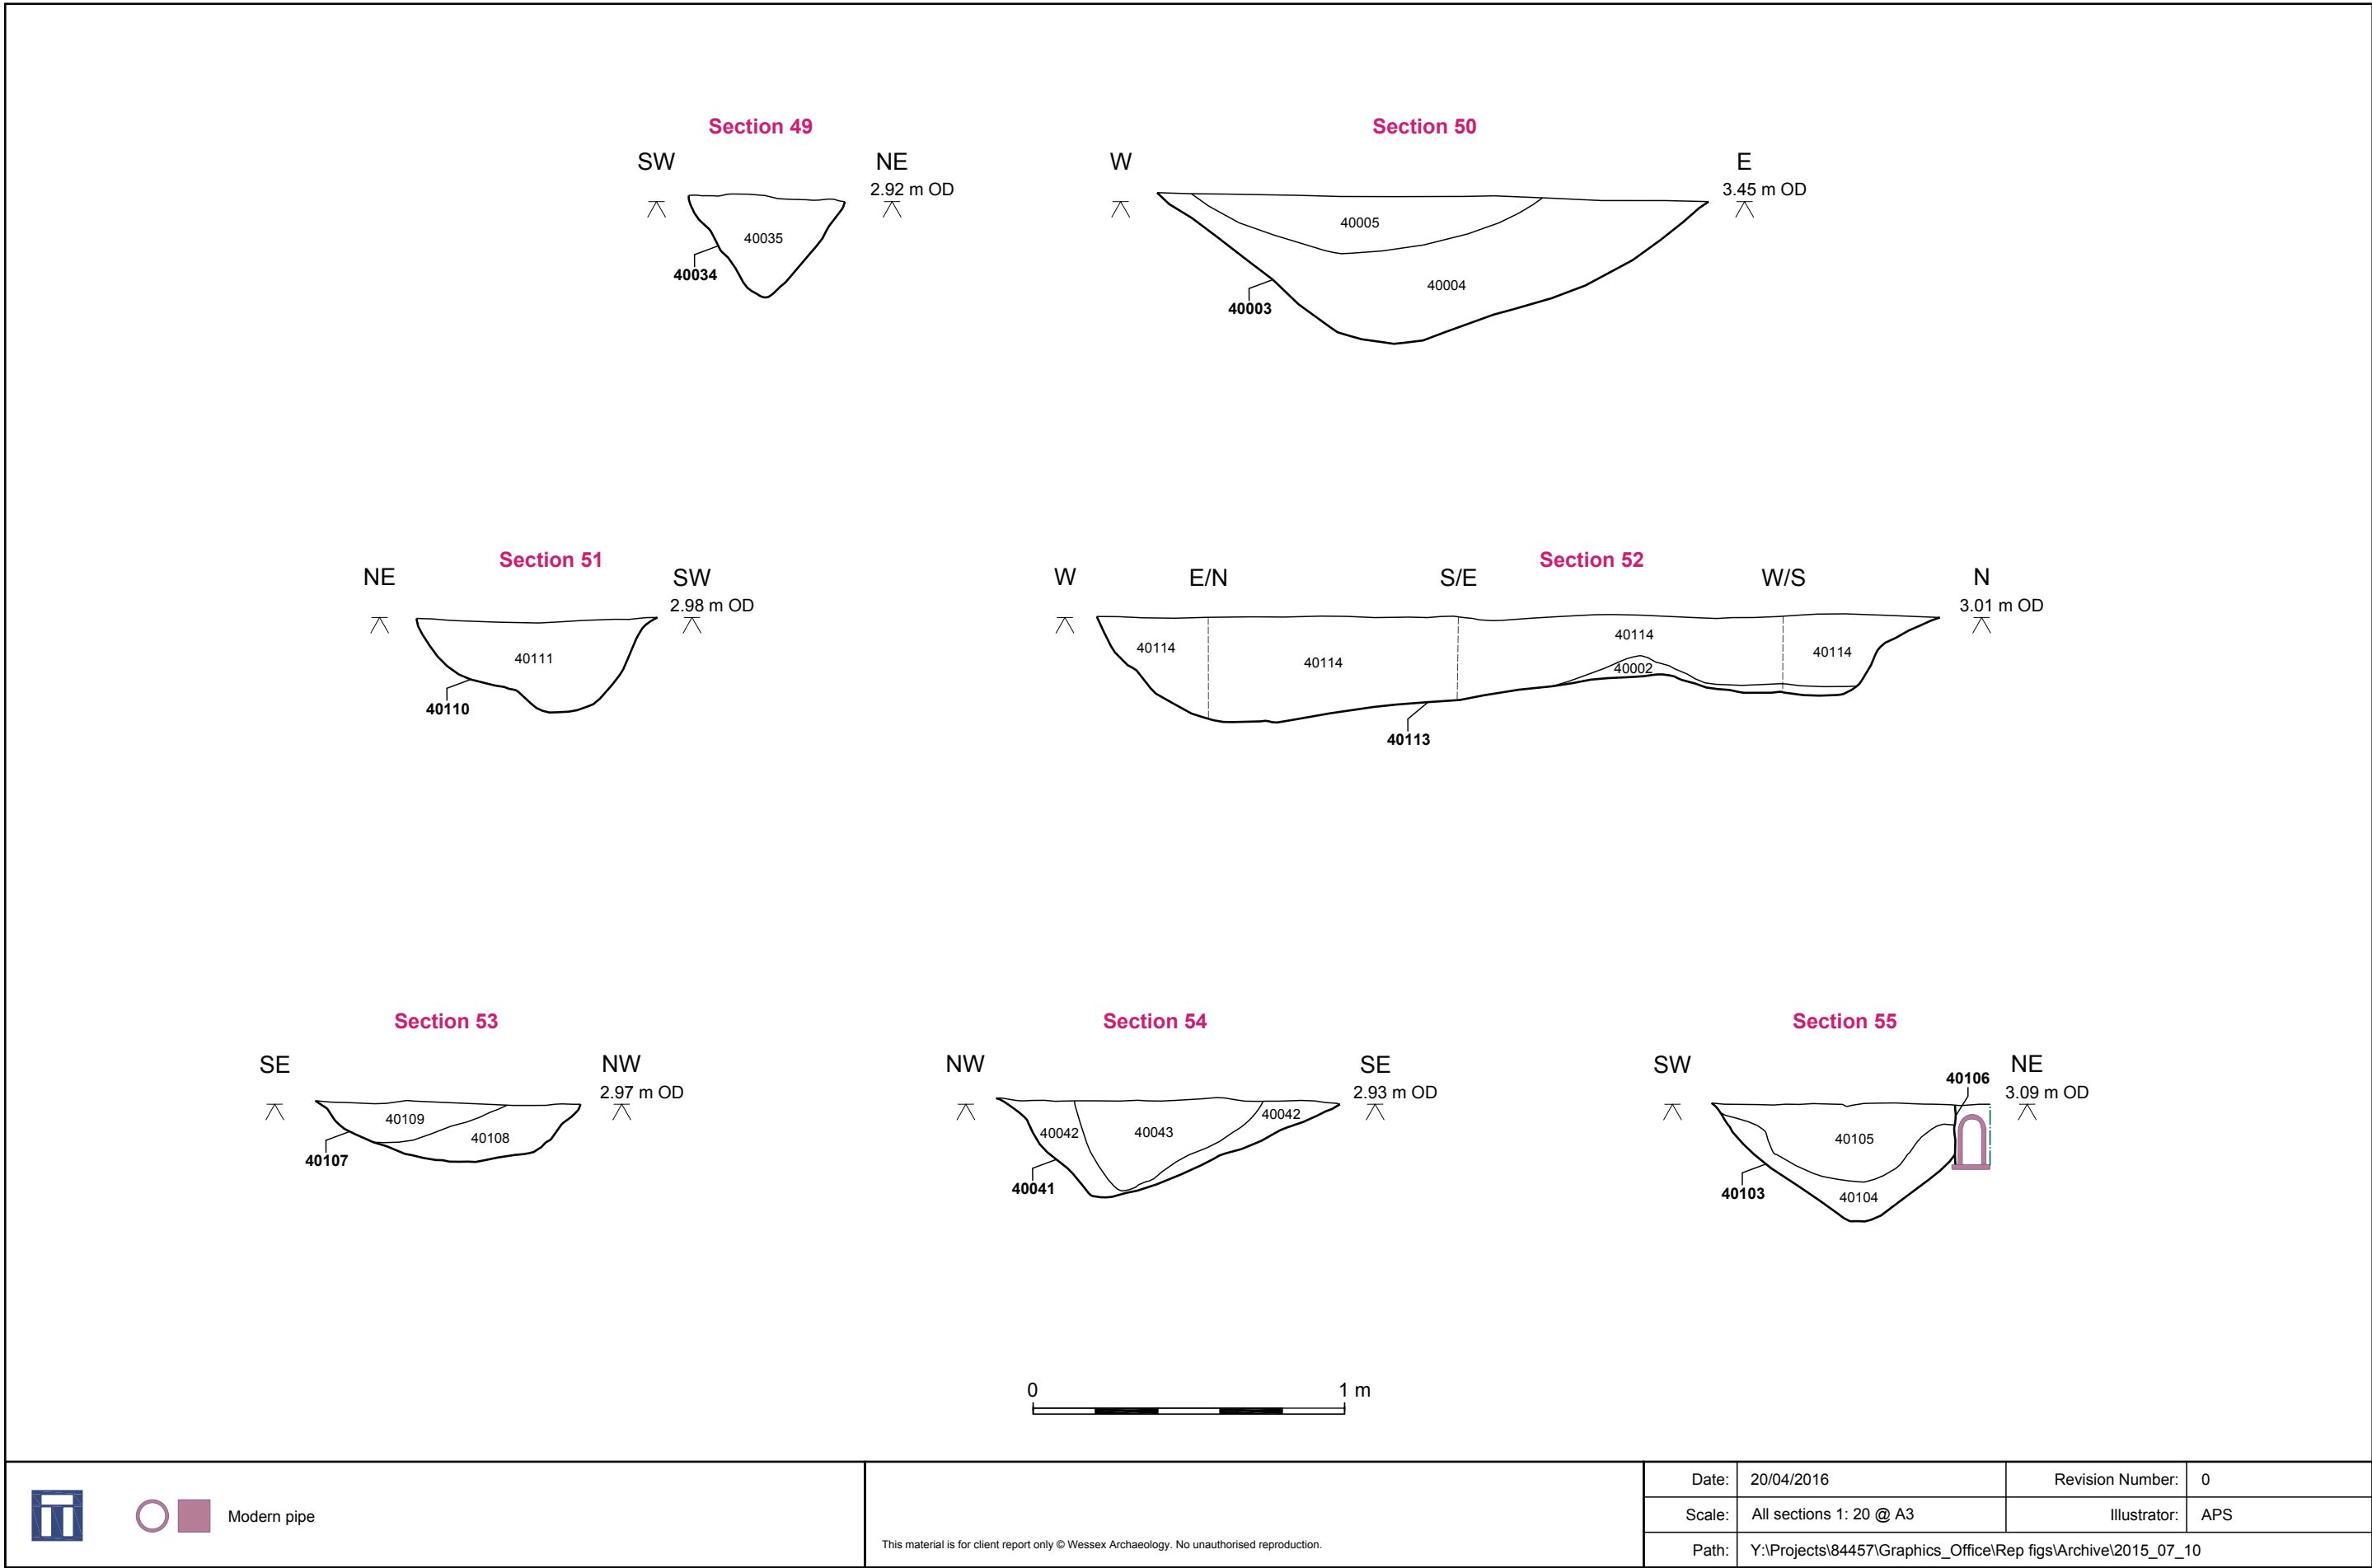 Section 49
SW
NE
2.92 m OD
40035
40034
Section 50
W
E
3.45 m OD
40005
40004
40003
Section 51
NE
SW
2.98 m OD
40111
40110
Section 52
W
E/N
S/E
W/S
N
3.01 m OD
40114
40114
40114
40002
40114
40113
Section 53
SE
NW
2.97 m OD
40109
40108
40107
Section 54
NW
SE
2.93 m OD
40042
40043
40042
40041
Section 55
SW
NE
40106
3.09 m OD
40105
40103
40104
0
1 m
Modern pipe
This material is for client report only © Wessex Archaeology. No unauthorised reproduction.
Date: 20/04/2016 Revision Number: 0
Scale: All sections 1: 20 @ A3 Illustrator: APS
Path: Y:\Projects\84457\Graphics_Office\Rep figs\Archive\2015_07_10